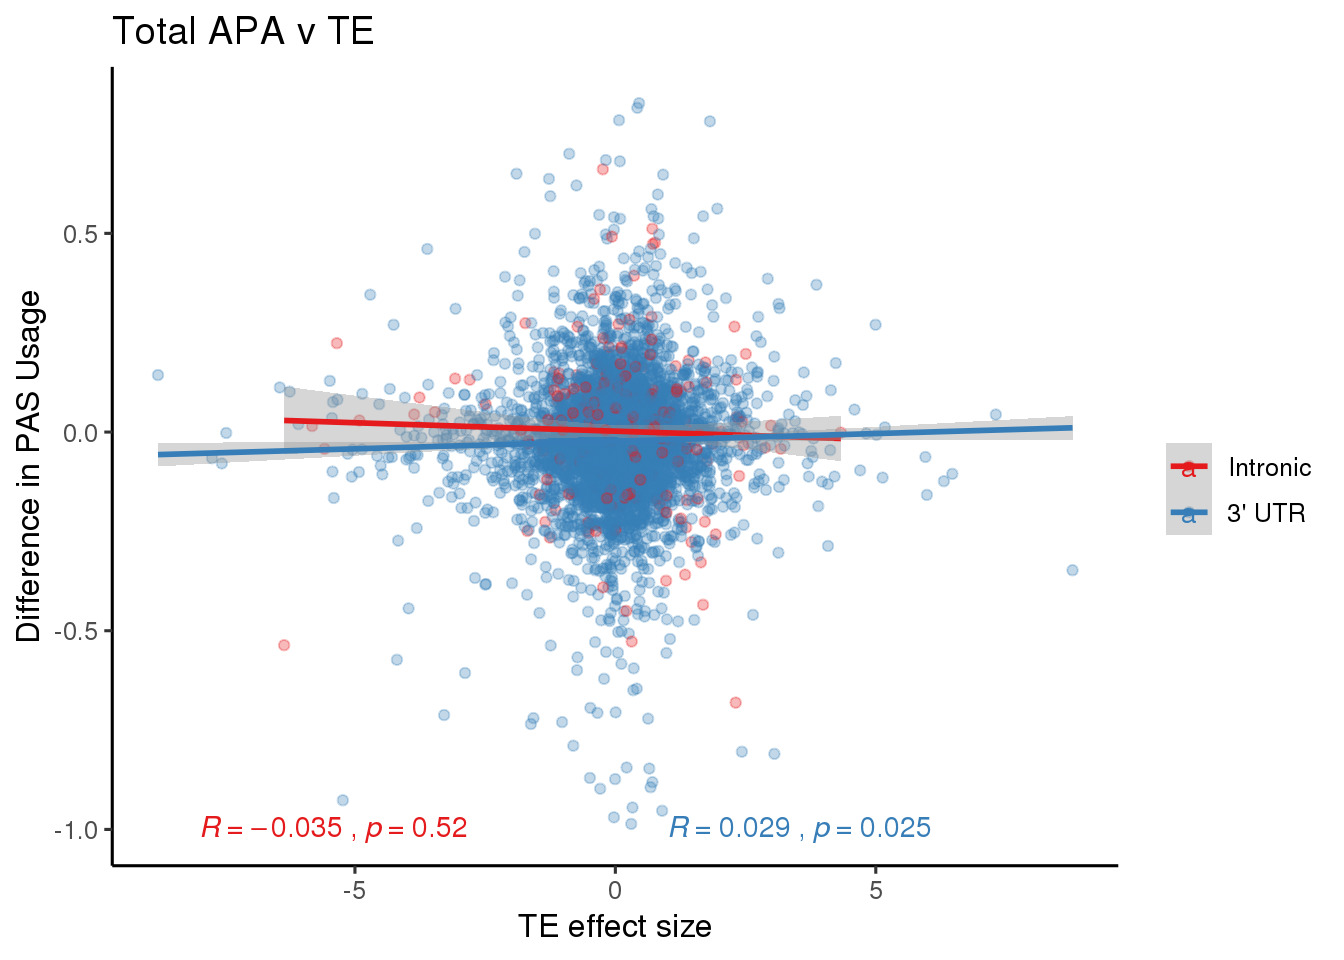 Total APA v TE
Difference in PAS Usage
0.5
0.0
-0.5
-1.0
R = −0.035 , p = 0.52
R = 0.029 , p = 0.025
-5
0
5
TE effect size
a Intronic
a 3' UTR